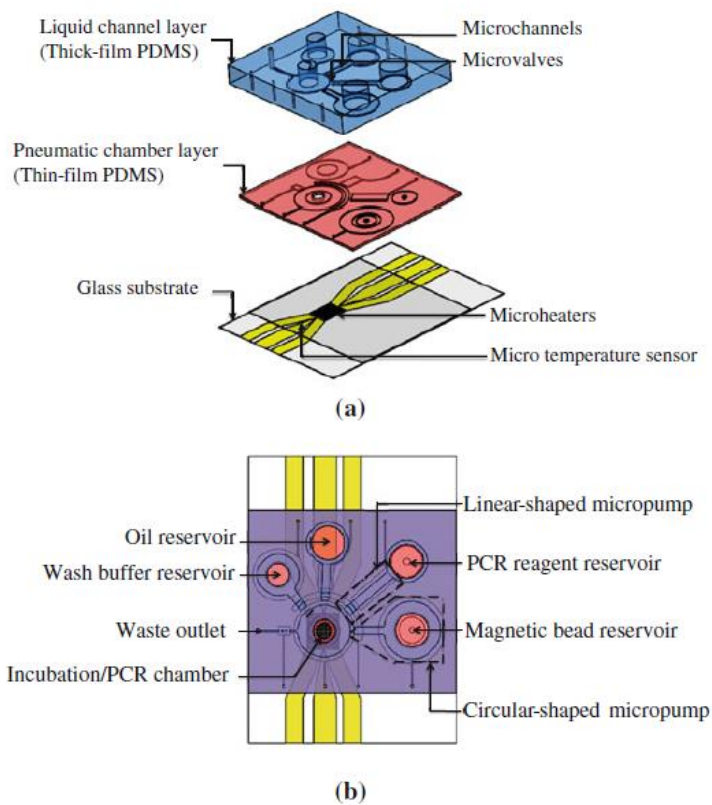 Liquid channel layer
(Thick-film PDMS)
Microchannels
Microvalves
Pneumatic chamber layer
(Thin-film PDMS)
Glass substrate
Microheaters
Micro temperature sensor
(a)
Linear-shaped micropump
Oil reservoir
PCR reagent reservoir
Wash buffer reservoir
Waste outlet
Magnetic bead reservoir
Incubation/PCR chamber
Circular-shaped micropump
(b)